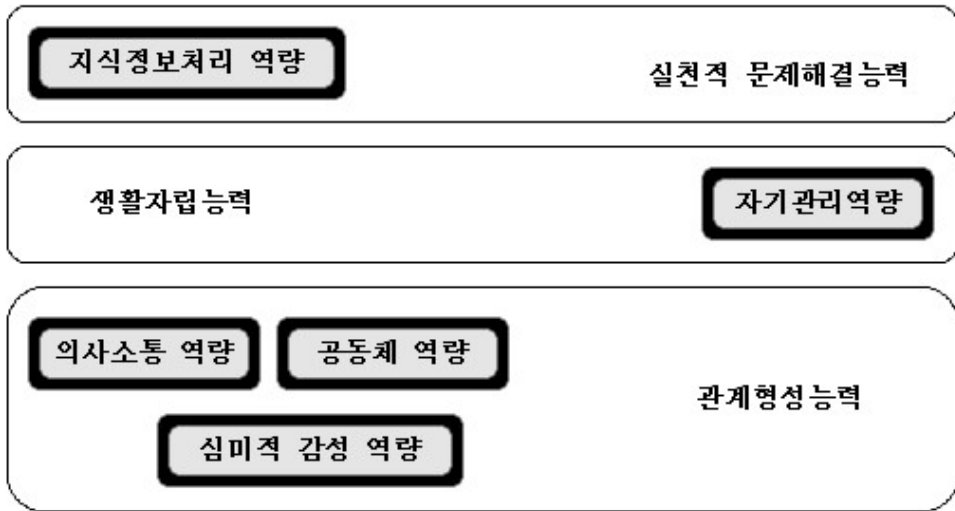 지식정보처리 역량
실천적 문제해결능력
생활자립능력
자기관리역량
의사소통 역량
공동체 역량
관계형성능력
심미적 감성 역량